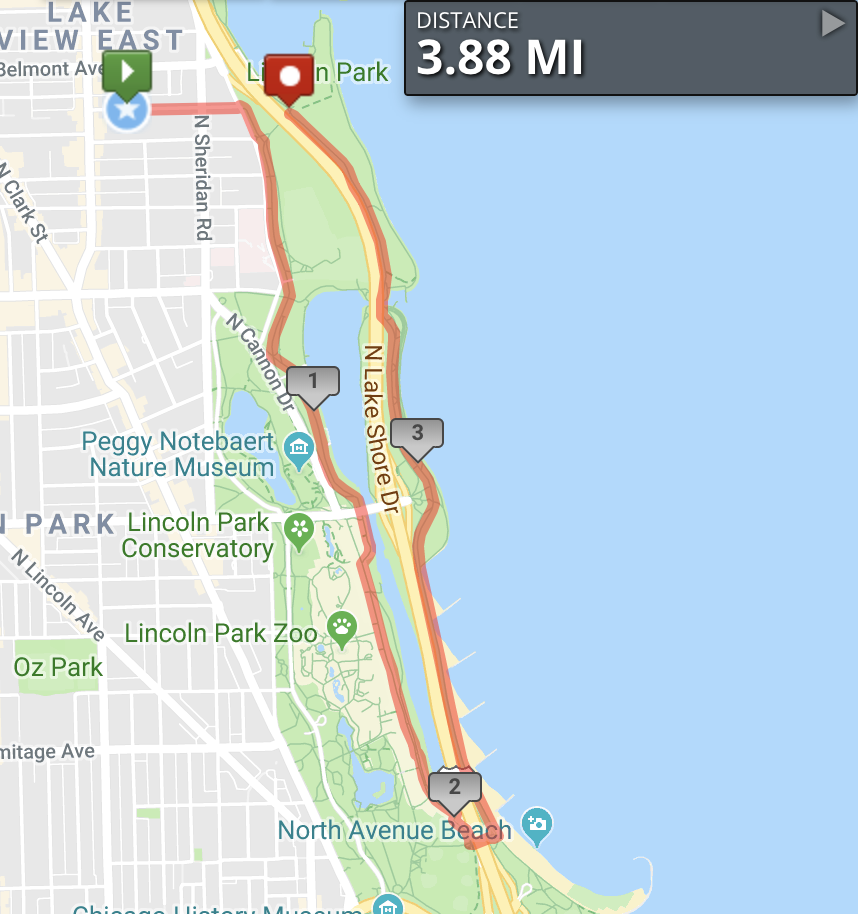 LAKE
VIEW EAST
Belmont Ave
DISTANCE
3.88 MI
Lincoln Park
N Sheridan Rd
N Clark St
N Cannon Dr
N Lake Shore Dr
1
3
Peggy Notebaert
Nature Museum
N PARK
Lincoln Park
Conservatory
N Lincoln Ave
Lincoln Park Zoo
Oz Park
mitage Ave
2
North Avenue Beach
Chicago History Museum